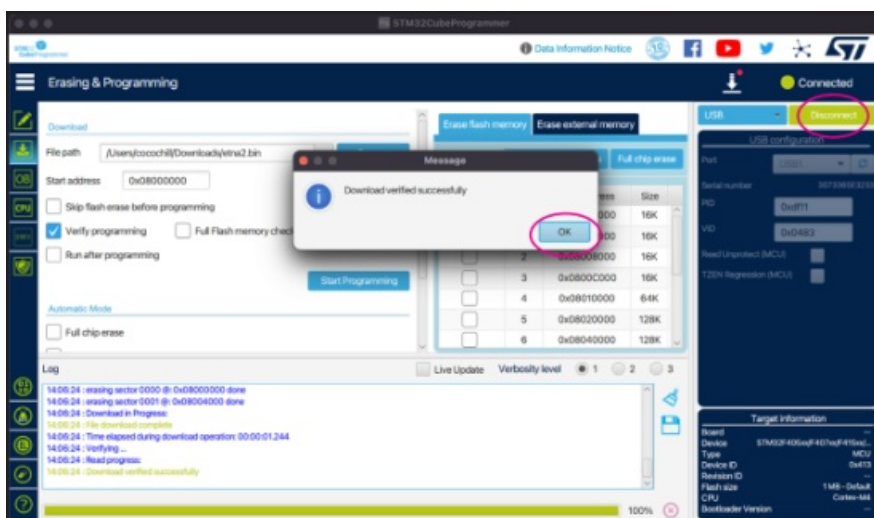 STM32CubeProgrammer
Data Information Notice
Erasing & Programming
Connected
Download
File path /Users/cocochill/Downloads/etna2.bin
Start address 0x08000000
Skip flash erase before programming
Verify programming
Full Flash memory chec
Run after programming
Start Programming
Automatic Mode
Full chip erase
Erase flash memory
Erase external memory
Full chip erase
Size
16K
16K
2 0x08008000 16K
3 0x0800C000 16K
4 0x08010000 64K
5 0x08020000 128K
6 0x08040000 128K
Message
Download verified successfully
OK
Log
Live Update
Verbosity level 1 2 3
14:06:24 : erasing sector 0000 @: 0x08000000 done
14:06:24 : erasing sector 0001 @: 0x08004000 done
14:06:24 : Download in Progress:
14:06:24 : File download complete
14:06:24 : Time elapsed during download operation: 00:00:01.244
14:06:24 : Verifying ...
14:06:24 : Read progress:
14:06:24 : Download verified successfully
100%
USB
Disconnect
USB configuration
Port USB1
Serial number
PID 0xdf11
VID 0x0483
Read Unprotect (MCU)
TZEN Regression (MCU)
Target information
Board --
Device
Type MCU
Device ID 0x413
Revision ID --
Flash size 1 MB - Default
CPU Cortex-M4
Bootloader Version --